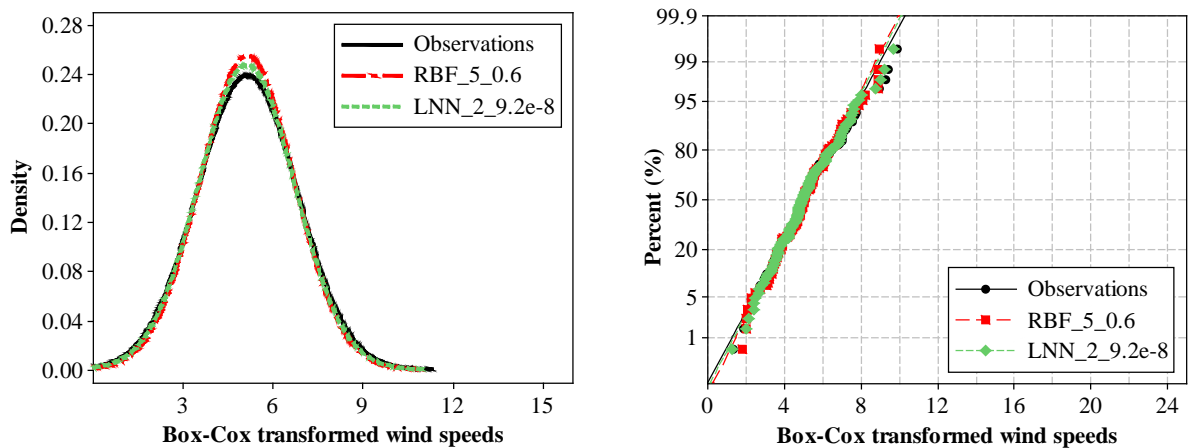 0.28
0.24
0.20
0.16
0.12
0.08
0.04
0.00
Density
3
6
9
12
15
Box-Cox transformed wind speeds
Observations
RBF_5_0.6
LNN_2_9.2e-8
99.9
99
95
80
50
20
5
1
Percent (%)
0
4
8
12
16
20
24
Box-Cox transformed wind speeds
Observations
RBF_5_0.6
LNN_2_9.2e-8